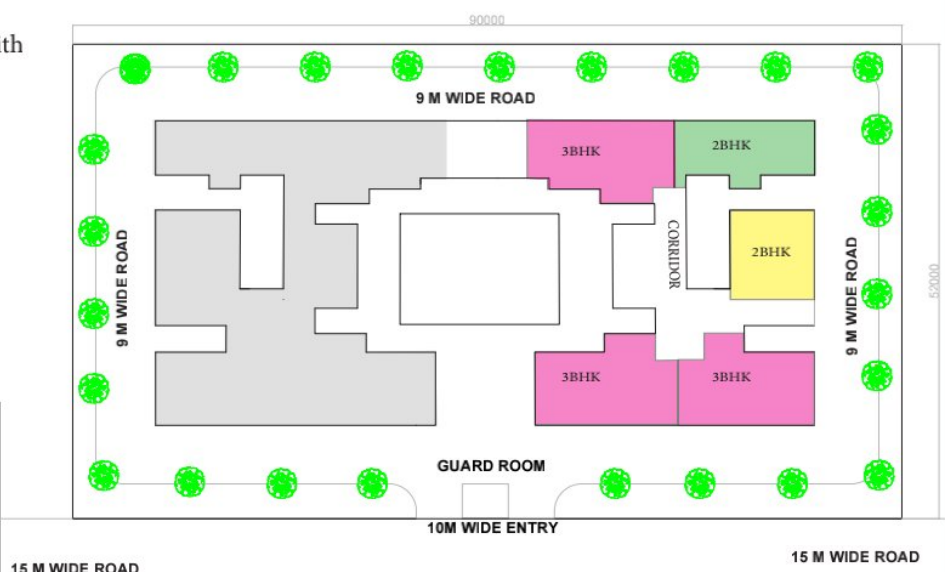 90000
ith
9 M WIDE ROAD
3BHK
2BHK
CORRIDOR
2BHK
9 M WIDE ROAD
9 M WIDE ROAD
52000
3BHK
3BHK
GUARD ROOM
10M WIDE ENTRY
15 M WIDE ROAD
15 M WIDE ROAD